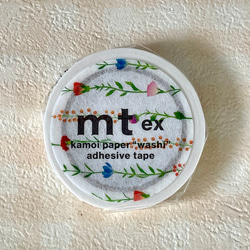 mt ex
kamoi paper "washi"
adhesive tape